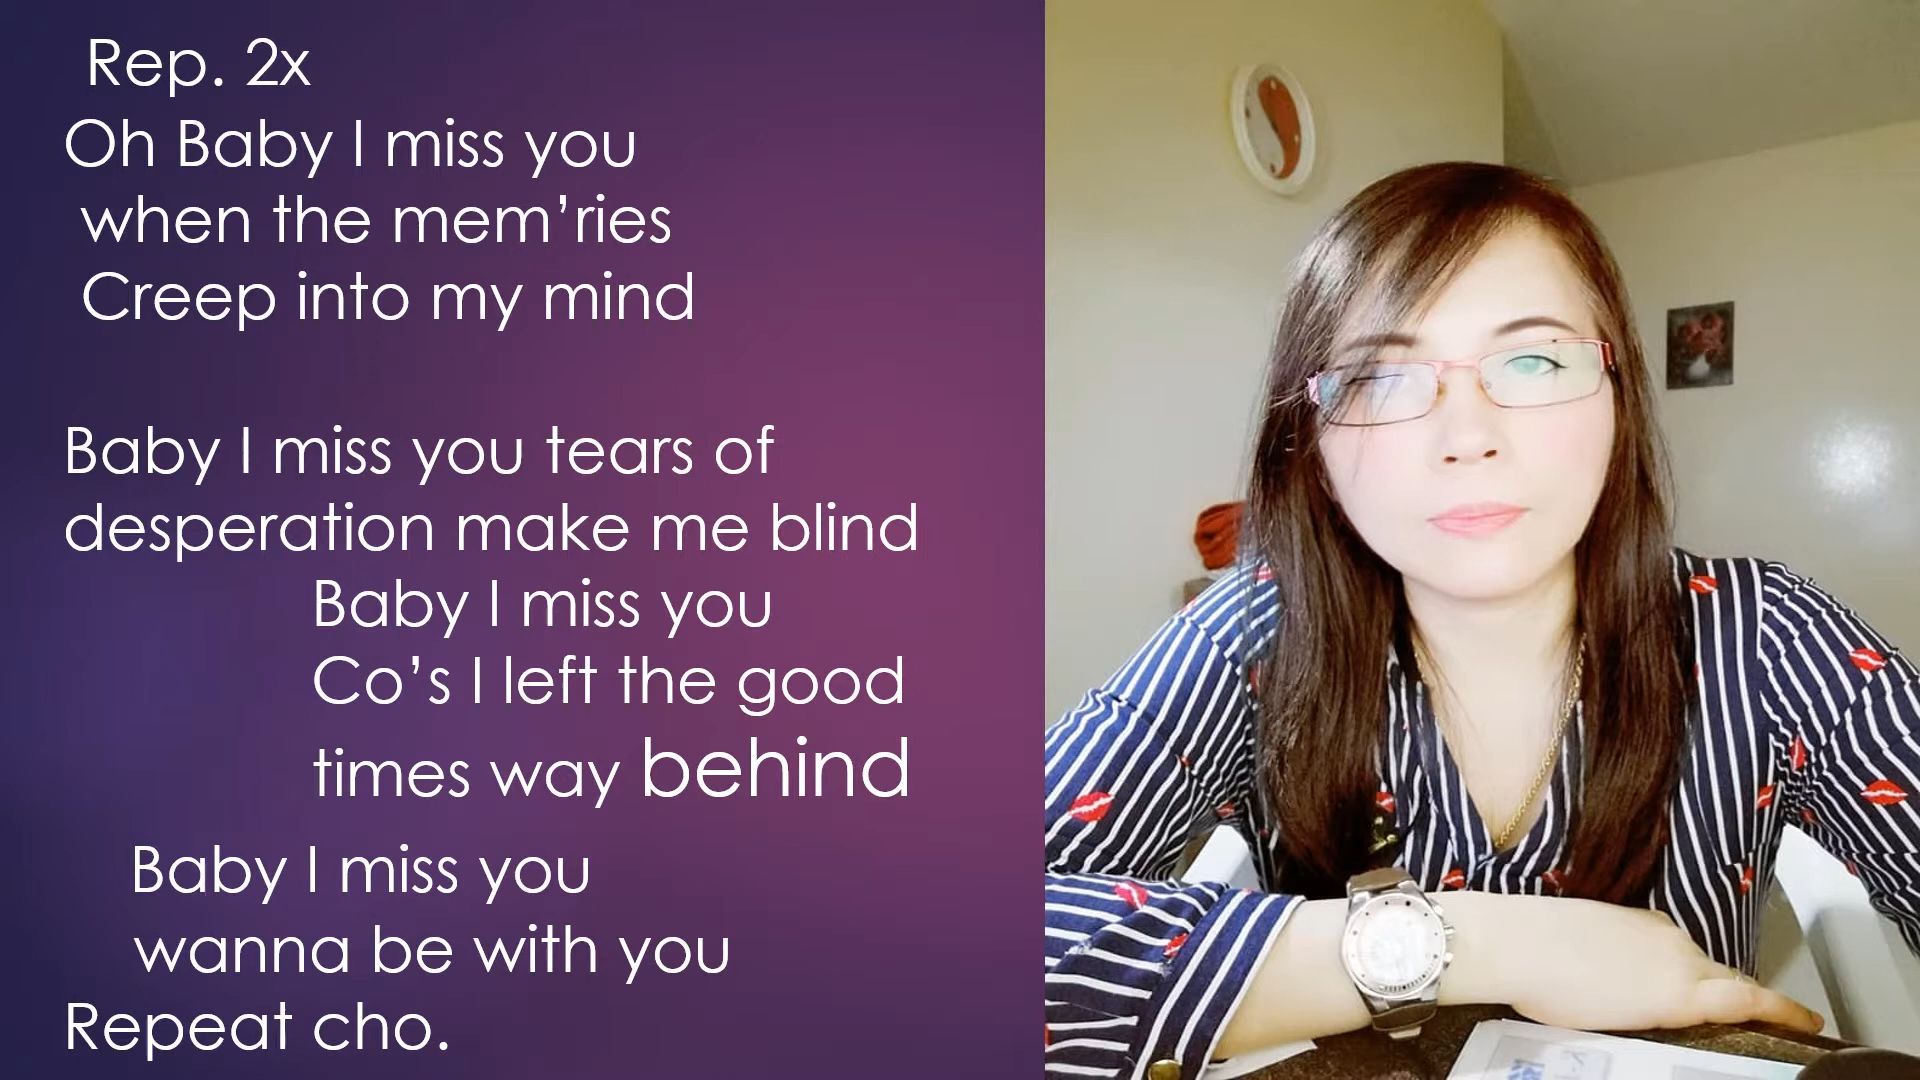 Rep. 2x
Oh Baby I miss you
when the mem’ries
Creep into my mind
Baby I miss you tears of
desperation make me blind
Baby I miss you
Co’s I left the good
times way behind
Baby I miss you
wanna be with you
Repeat cho.